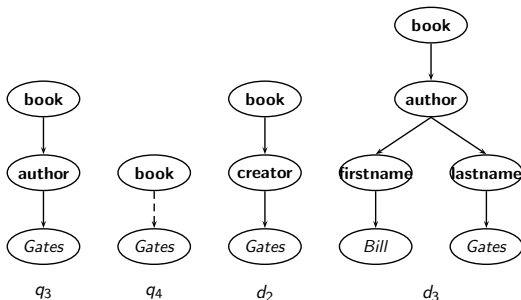 book
book book author
author book creator firstname lastname
Gates Gates Gates Bill Gates
q3 q4 d2 d3